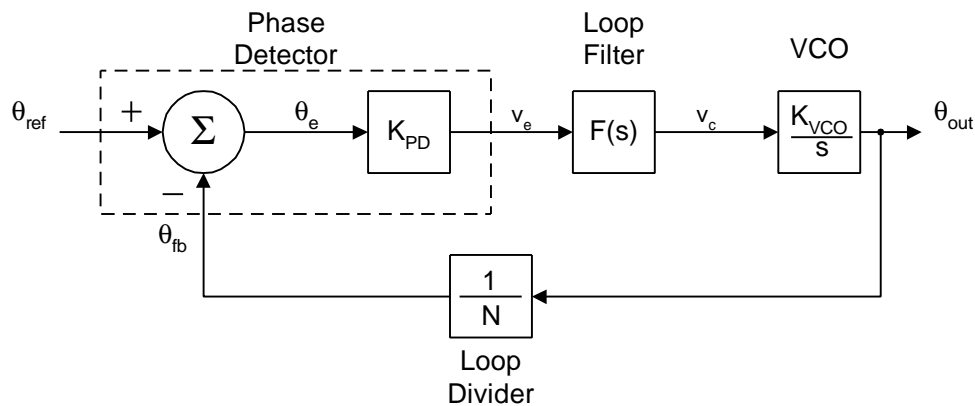 Phase
Detector
Loop
Filter
VCO
θref
+
Σ
θe
KPD
ve
F(s)
vc
KVCO
s
θout
−
θfb
1
N
Loop
Divider